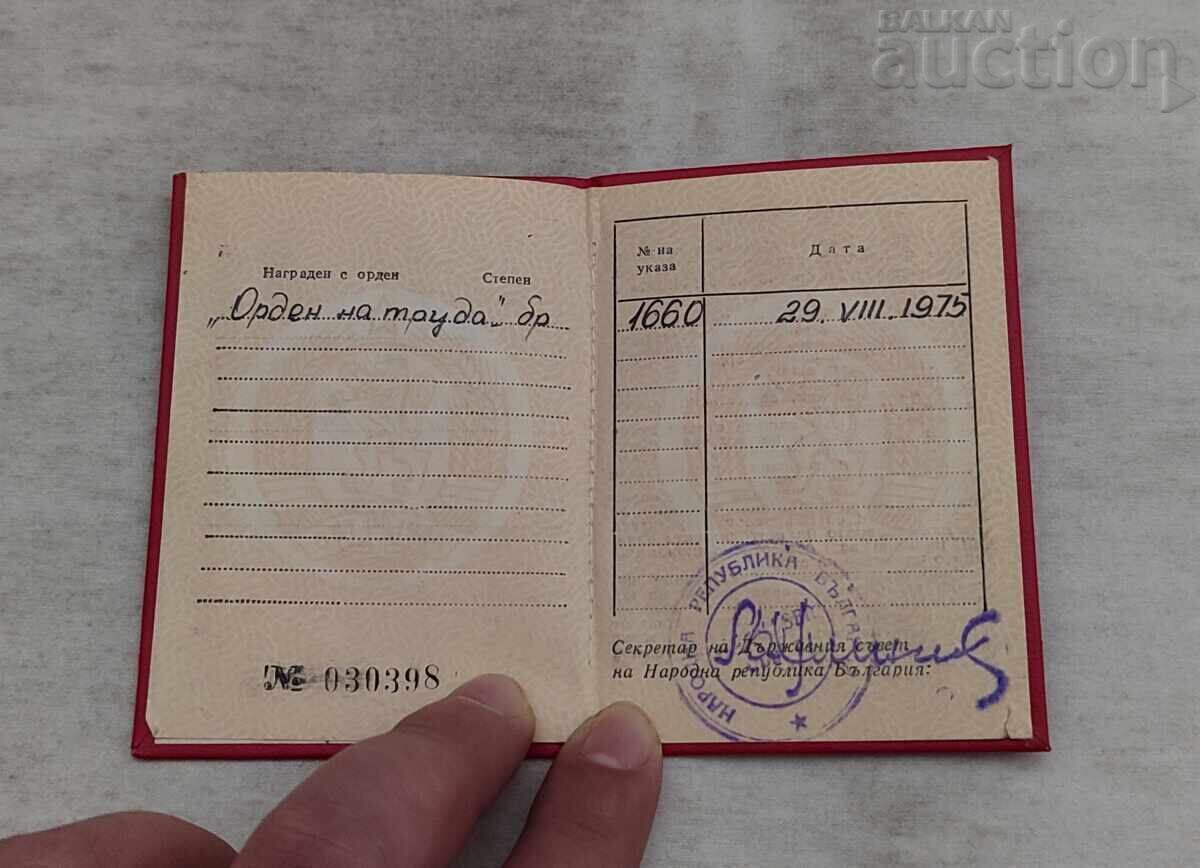 BALKAN
auction
Награден с орден Степен
„Орден на труда" бр
№ 030398
№ на указа Дата
1660 29. VIII. 1975
НАРОДНА РЕПУБЛИКА БЪЛГАР
Секретар на Държавния съвет
на Народна република България: